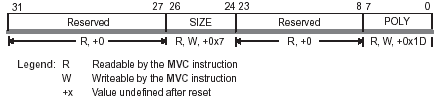 31 27 26 24 23 8 7 0
Reserved SIZE Reserved POLY
R, +0 R, W, +0x7 R, +0 R, W, +0x1D
Legend: R Readable by the MVC instruction
W Writeable by the MVC instruction
+x Value undefined after reset